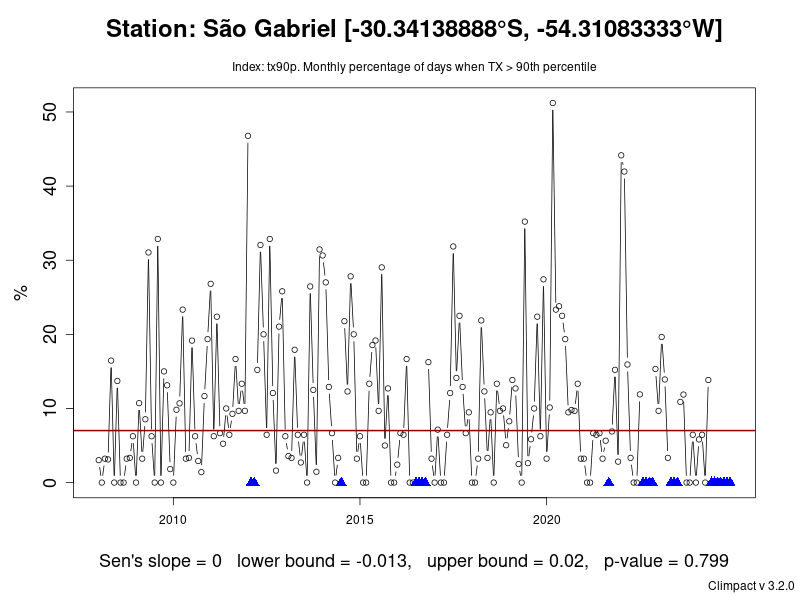 Station: São Gabriel [-30.34138888°S, -54.31083333°W]
Index: tx90p. Monthly percentage of days when TX > 90th percentile
50
40
30
20
10
0
%
2010 2015 2020
Sen's slope = 0 lower bound = -0.013, upper bound = 0.02, p-value = 0.799
Climpact v 3.2.0